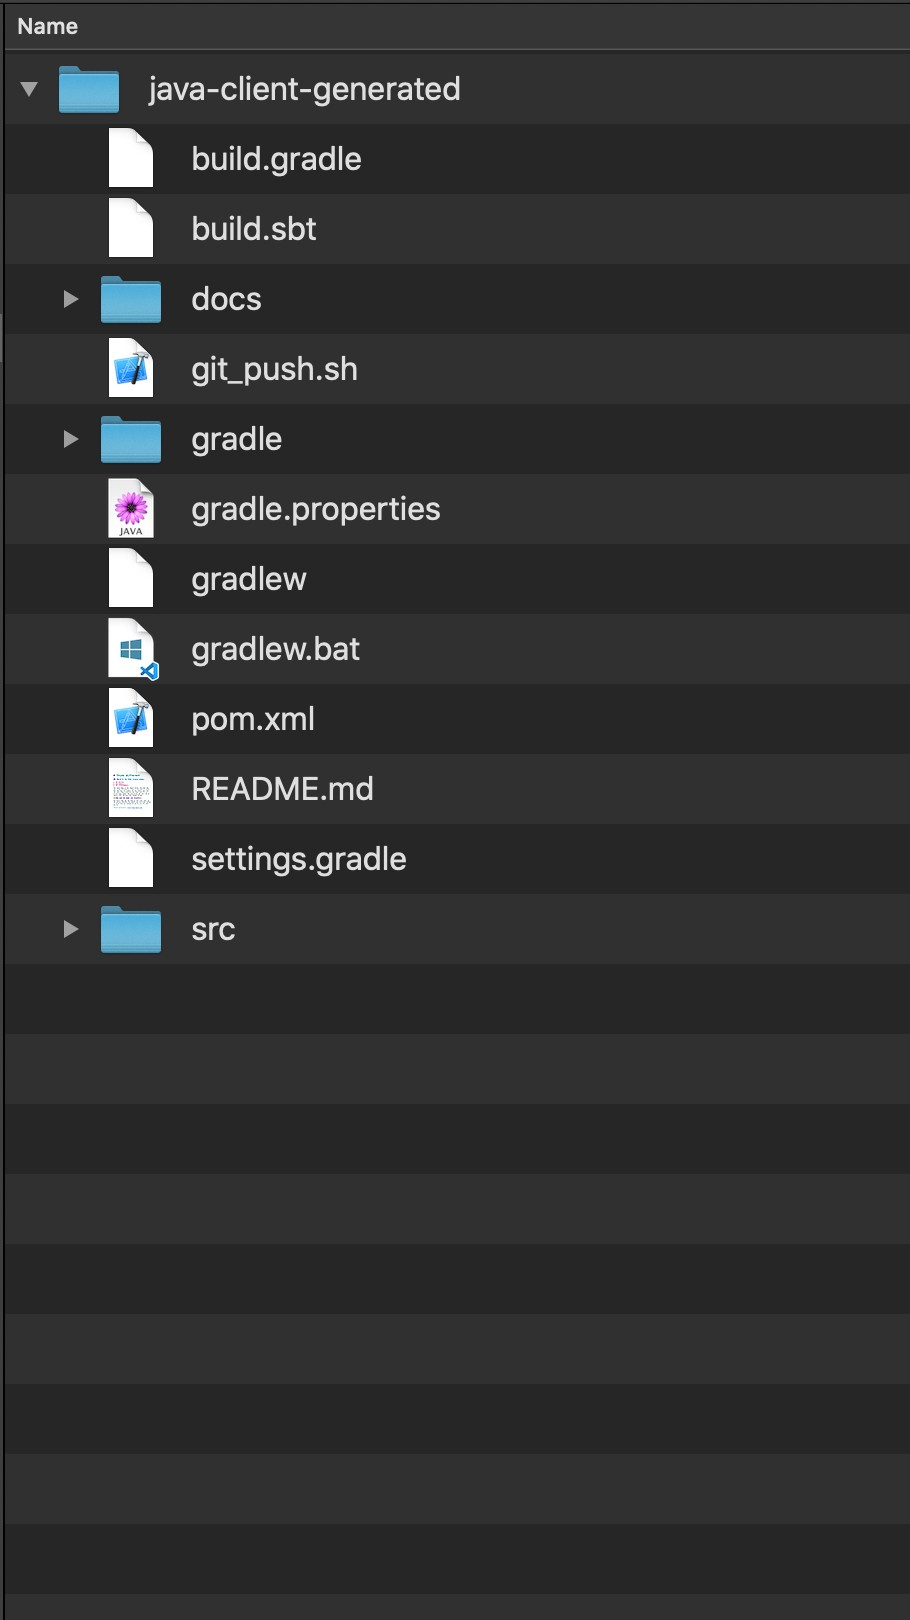 Name
java-client-generated
build.gradle
build.sbt
docs
git_push.sh
gradle
gradle.properties
JAVA
gradlew
gradlew.bat
pom.xml
README.md
settings.gradle
src